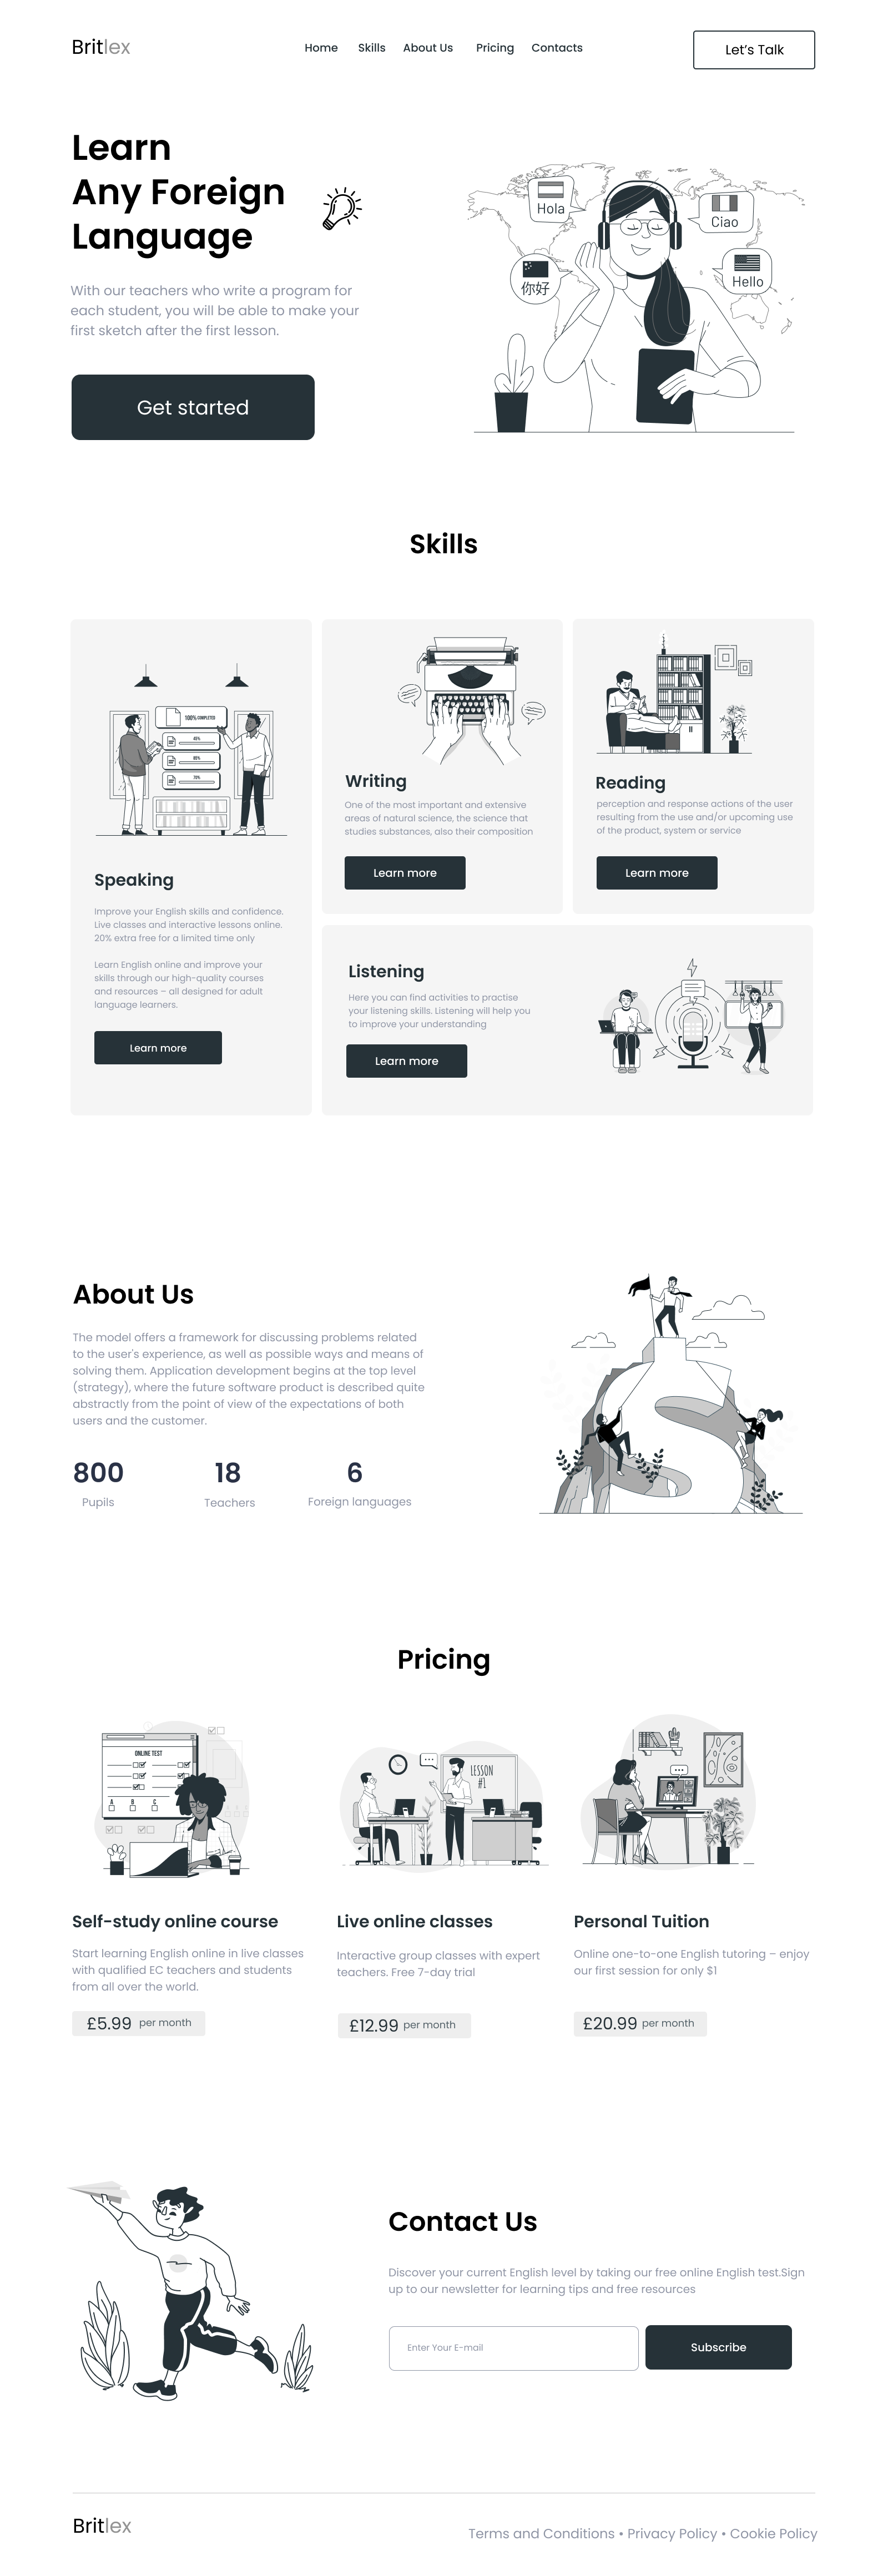 Britlex
Home Skills About Us Pricing Contacts
Let's Talk
Learn
Any Foreign
Language
With our teachers who write a program for
each student, you will be able to make your
first sketch after the first lesson.
Get started
Hola
Ciao
你好
Hello
Skills
100% COMPLETED
45%
85%
70%
Speaking
Improve your English skills and confidence.
Live classes and interactive lessons online.
20% extra free for a limited time only
Learn English online and improve your
skills through our high-quality courses
and resources – all designed for adult
language learners.
Learn more
Writing
One of the most important and extensive
areas of natural science, the science that
studies substances, also their composition
Learn more
Reading
perception and response actions of the user
resulting from the use and/or upcoming use
of the product, system or service
Learn more
Listening
Here you can find activities to practise
your listening skills. Listening will help you
to improve your understanding
Learn more
About Us
The model offers a framework for discussing problems related
to the user's experience, as well as possible ways and means of
solving them. Application development begins at the top level
(strategy), where the future software product is described quite
abstractly from the point of view of the expectations of both
users and the customer.
800 18 6
Pupils Teachers Foreign languages
Pricing
ONLINE TEST
A B C
LESSON
#1
Self-study online course
Start learning English online in live classes
with qualified EC teachers and students
from all over the world.
£5.99 per month
Live online classes
Interactive group classes with expert
teachers. Free 7-day trial
£12.99 per month
Personal Tuition
Online one-to-one English tutoring – enjoy
our first session for only $1
£20.99 per month
Contact Us
Discover your current English level by taking our free online English test.Sign
up to our newsletter for learning tips and free resources
Enter Your E-mail
Subscribe
Britlex
Terms and Conditions • Privacy Policy • Cookie Policy